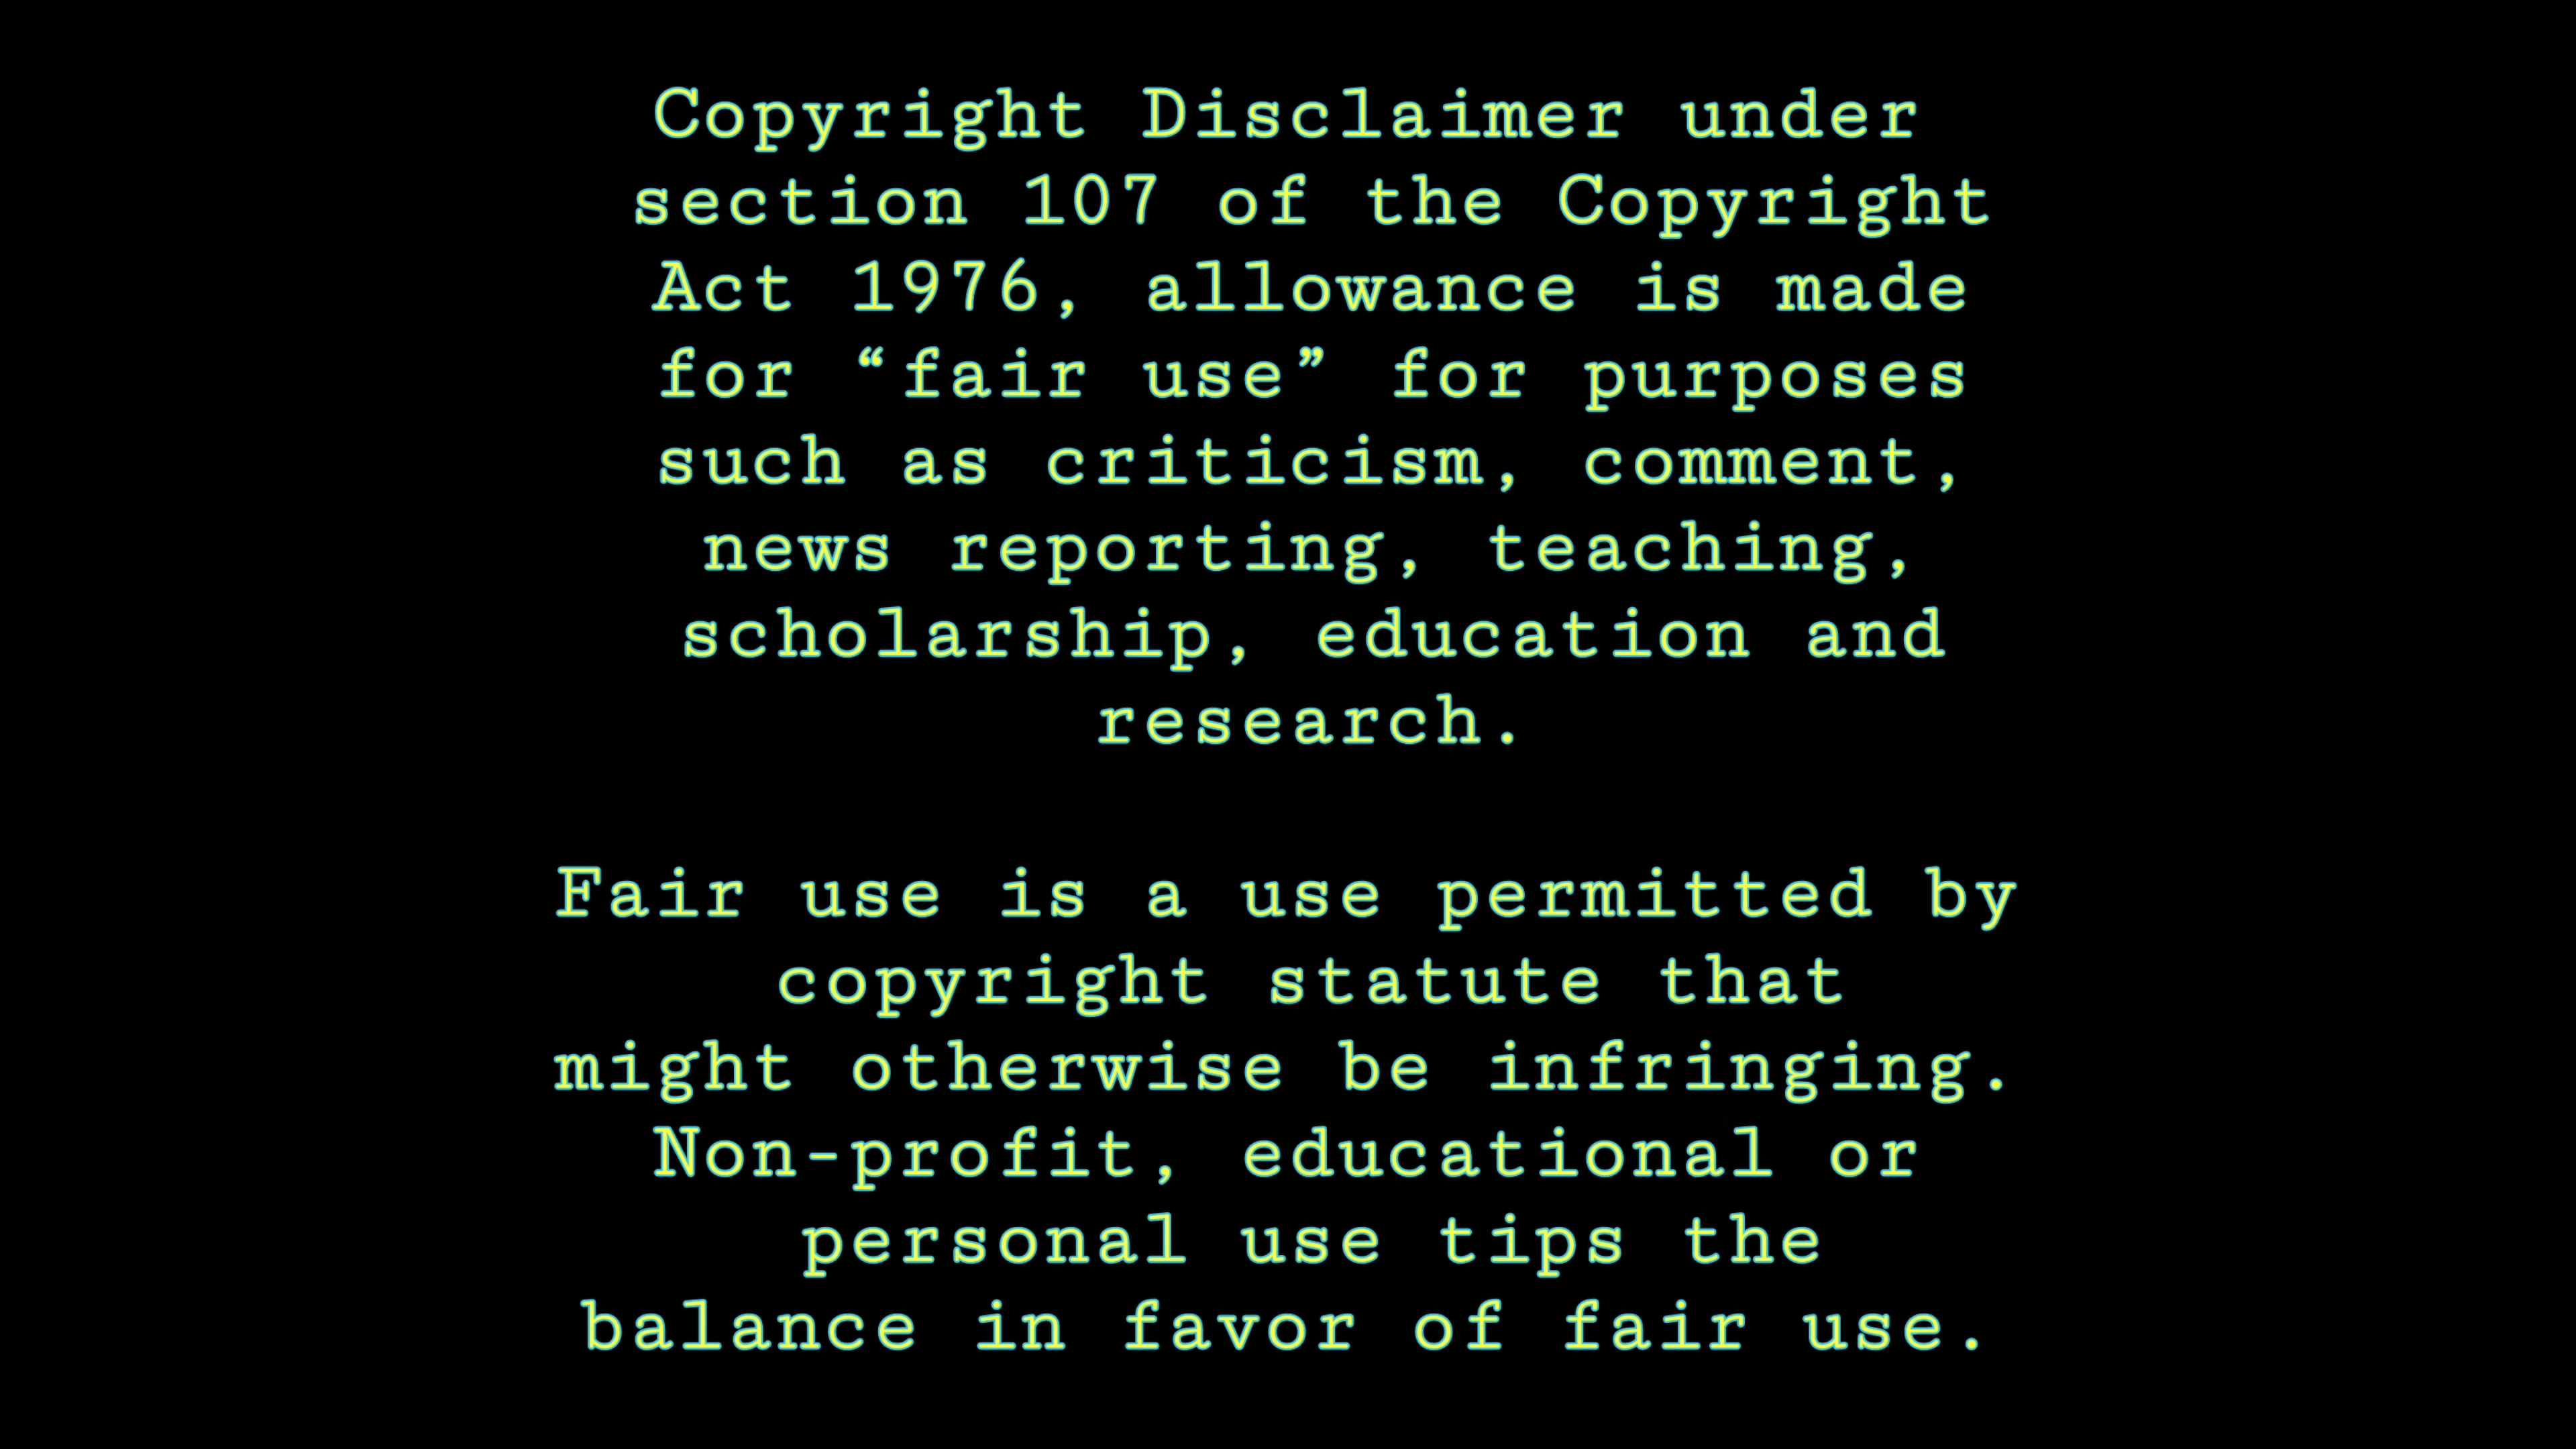 Copyright Disclaimer under
section 107 of the Copyright
Act 1976, allowance is made
for “fair use” for purposes
such as criticism, comment,
news reporting, teaching,
scholarship, education and
research.
Fair use is a use permitted by
copyright statute that
might otherwise be infringing.
Non-profit, educational or
personal use tips the
balance in favor of fair use.